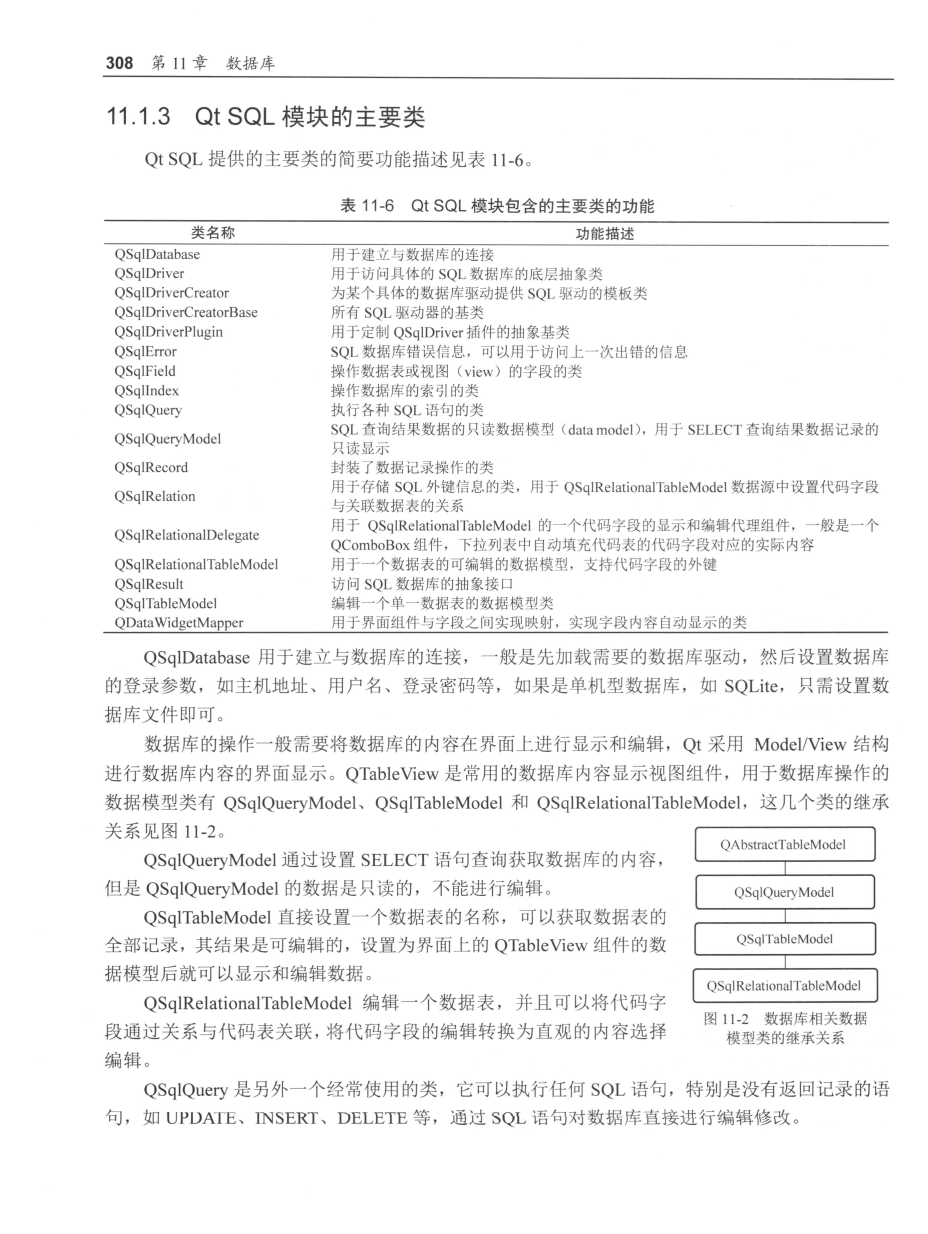 308 第 11 章 数据库
11.1.3 Qt SQL 模块的主要类
Qt SQL 提供的主要类的简要功能描述见表 11-6。
表 11-6 Qt SQL 模块包含的主要类的功能
类名称 功能描述
QSqlDatabase 用于建立与数据库的连接
QSqlDriver 用于访问具体的 SQL 数据库的底层抽象类
QSqlDriverCreator 为某个具体的数据库驱动提供 SQL 驱动的模板类
QSqlDriverCreatorBase 所有 SQL 驱动器的基类
QSqlDriverPlugin 用于定制 QSqlDriver 插件的抽象基类
QSqlError SQL 数据库错误信息，可以用于访问上一次出错的信息
QSqlField 操作数据表或视图（view）的字段的类
QSqlIndex 操作数据库的索引的类
QSqlQuery 执行各种 SQL 语句的类
QSqlQueryModel SQL 查询结果数据的只读数据模型（data model），用于 SELECT 查询结果数据记录的
只读显示
QSqlRecord 封装了数据记录操作的类
QSqlRelation 用于存储 SQL 外键信息的类，用于 QSqlRelationalTableModel 数据源中设置代码字段
与关联数据表的关系
QSqlRelationalDelegate 用于 QSqlRelationalTableModel 的一个代码字段的显示和编辑代理组件，一般是一个
QComboBox 组件，下拉列表中自动填充代码表的代码字段对应的实际内容
QSqlRelationalTableModel 用于一个数据表的可编辑的数据模型，支持代码字段的外键
QSqlResult 访问 SQL 数据库的抽象接口
QSqlTableModel 编辑一个单一数据表的数据模型类
QDataWidgetMapper 用于界面组件与字段之间实现映射，实现字段内容自动显示的类
QSqlDatabase 用于建立与数据库的连接，一般是先加载需要的数据库驱动，然后设置数据库
的登录参数，如主机地址、用户名、登录密码等，如果是单机型数据库，如 SQLite，只需设置数
据库文件即可。
数据库的操作一般需要将数据库的内容在界面上进行显示和编辑，Qt 采用 Model/View 结构
进行数据库内容的界面显示。QTableView 是常用的数据库内容显示视图组件，用于数据库操作的
数据模型类有 QSqlQueryModel、QSqlTableModel 和 QSqlRelationalTableModel，这几个类的继承
关系见图 11-2。
QSqlQueryModel 通过设置 SELECT 语句查询获取数据库的内容，
但是 QSqlQueryModel 的数据是只读的，不能进行编辑。
QSqlTableModel 直接设置一个数据表的名称，可以获取数据表的
全部记录，其结果是可编辑的，设置为界面上的 QTableView 组件的数
据模型后就可以显示和编辑数据。
QSqlRelationalTableModel 编辑一个数据表，并且可以将代码字
段通过关系与代码表关联，将代码字段的编辑转换为直观的内容选择
编辑。
QAbstractTableModel
QSqlQueryModel
QSqlTableModel
QSqlRelationalTableModel
图 11-2 数据库相关数据
模型类的继承关系
QSqlQuery 是另外一个经常使用的类，它可以执行任何 SQL 语句，特别是没有返回记录的语
句，如 UPDATE、INSERT、DELETE 等，通过 SQL 语句对数据库直接进行编辑修改。